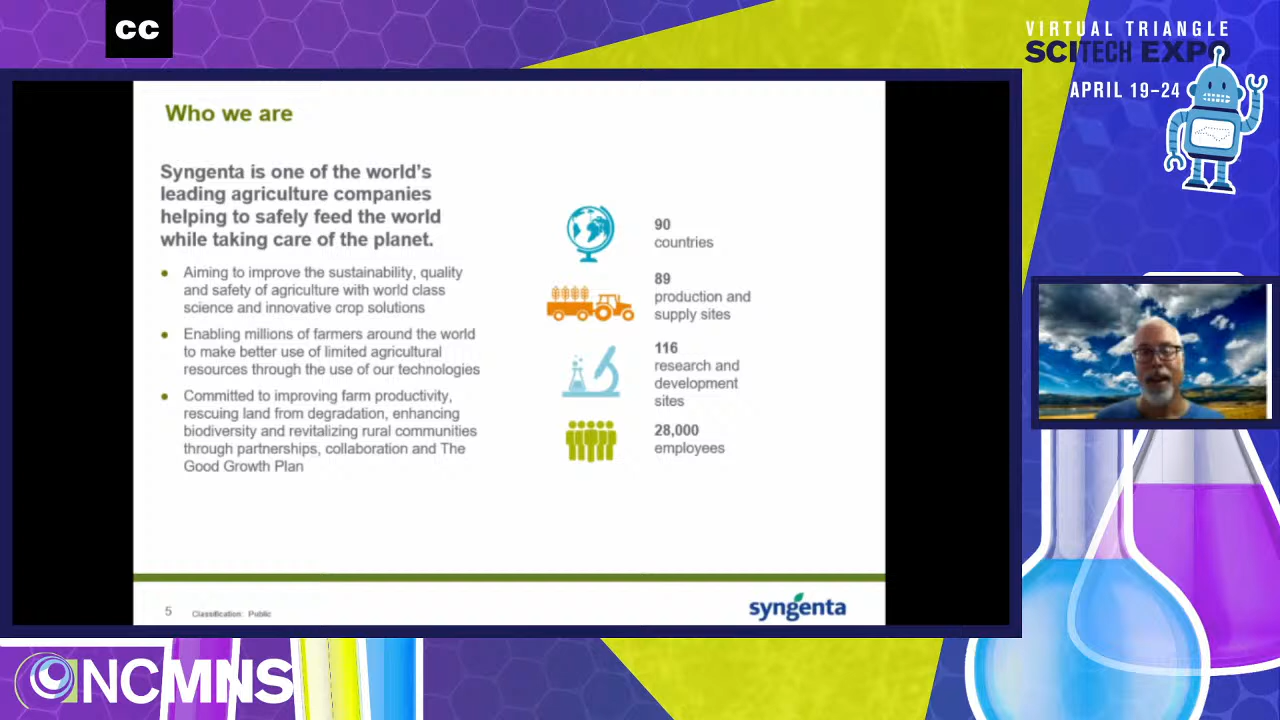 CC
VIRTUAL TRIANGLE
SCITECH EXPO
APRIL 19–24
Who we are
Syngenta is one of the world's
leading agriculture companies
helping to safely feed the world
while taking care of the planet.
• Aiming to improve the sustainability, quality
and safety of agriculture with world class
science and innovative crop solutions
• Enabling millions of farmers around the world
to make better use of limited agricultural
resources through the use of our technologies
• Committed to improving farm productivity,
rescuing land from degradation, enhancing
biodiversity and revitalizing rural communities
through partnerships, collaboration and The
Good Growth Plan
90
countries
89
production and
supply sites
116
research and
development
sites
28,000
employees
5 Classification: Public
syngenta
NCMNS